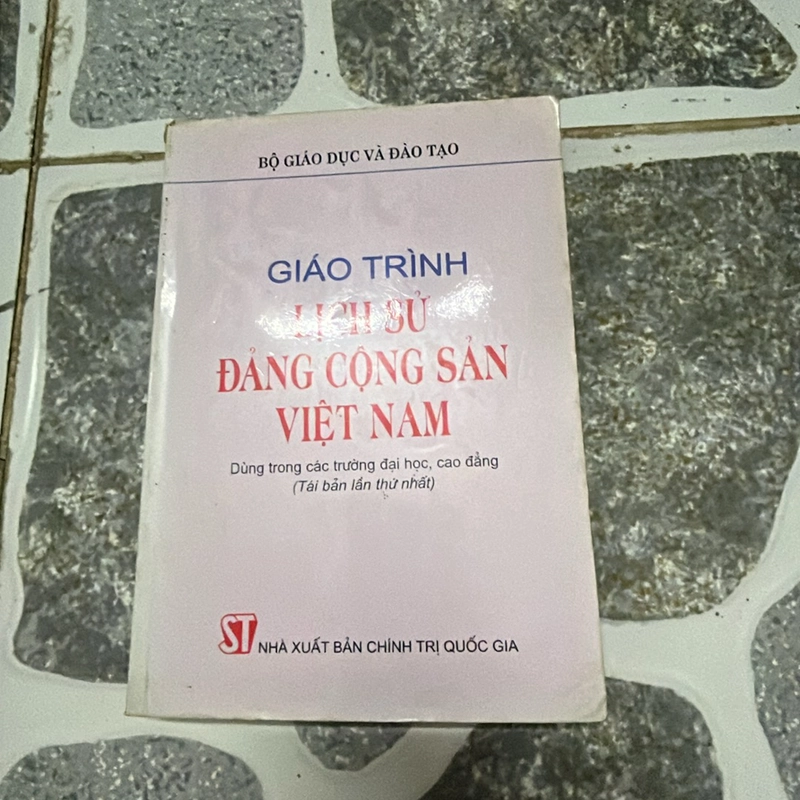 BỘ GIÁO DỤC VÀ ĐÀO TẠO
GIÁO TRÌNH
LỊCH SỬ
ĐẢNG CỘNG SẢN
VIỆT NAM
Dùng trong các trường đại học, cao đẳng
(Tái bản lần thứ nhất)
ST NHÀ XUẤT BẢN CHÍNH TRỊ QUỐC GIA